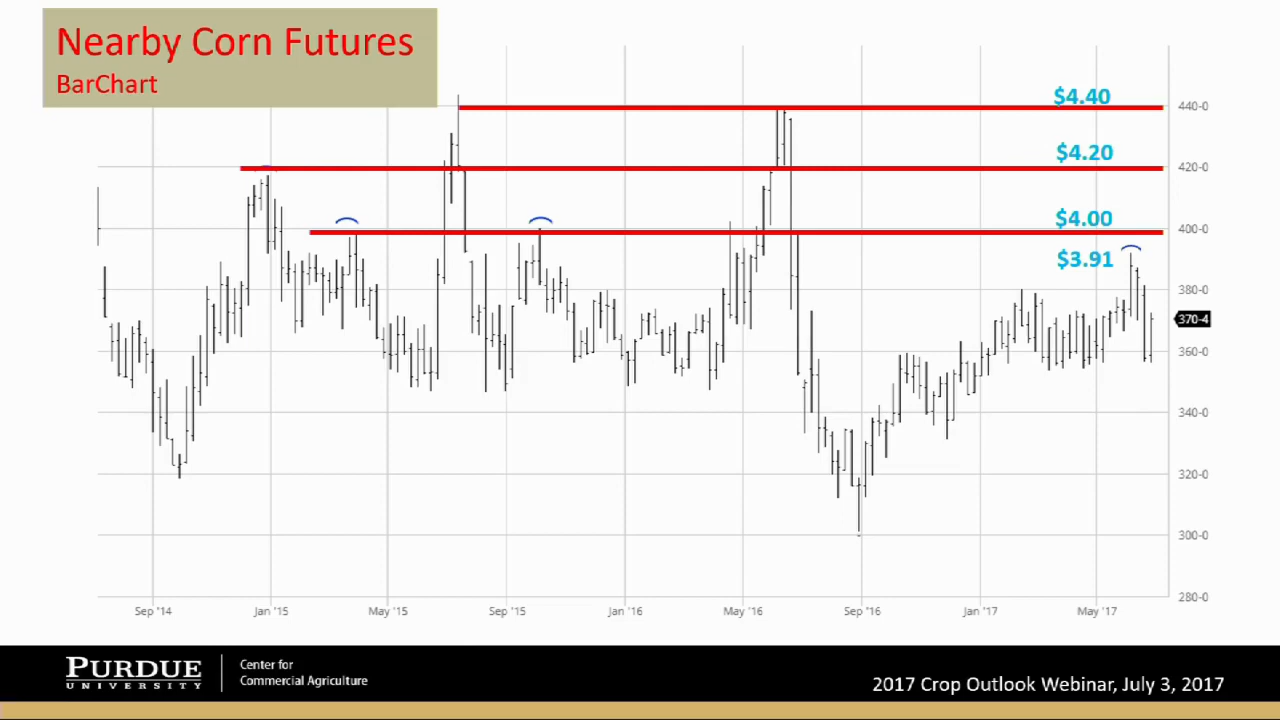 Nearby Corn Futures
BarChart
$4.40
440-0
$4.20
420-0
$4.00
400-0
$3.91
380-0
370-4
360-0
340-0
320-0
300-0
280-0
Sep '14
Jan '15
May '15
Sep '15
Jan '16
May '16
Sep '16
Jan '17
May '17
PURDUE
UNIVERSITY
Center for
Commercial Agriculture
2017 Crop Outlook Webinar, July 3, 2017